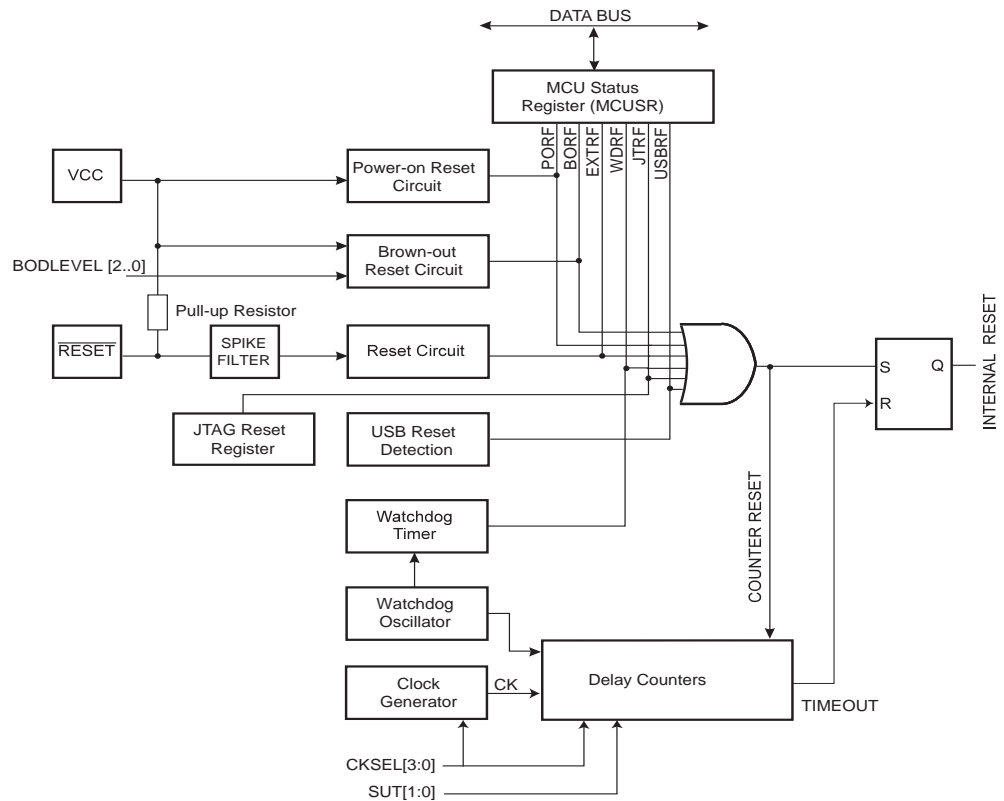 DATA BUS
MCU Status
Register (MCUSR)
PORF
BORF
EXTRF
WDRF
JTRF
USBRF
VCC
Power-on Reset
Circuit
BODLEVEL [2..0]
Brown-out
Reset Circuit
Pull-up Resistor
RESET
SPIKE
FILTER
Reset Circuit
S
Q
R
INTERNAL RESET
JTAG Reset
Register
USB Reset
Detection
Watchdog
Timer
COUNTER RESET
Watchdog
Oscillator
Clock
Generator
CK
Delay Counters
TIMEOUT
CKSEL[3:0]
SUT[1:0]